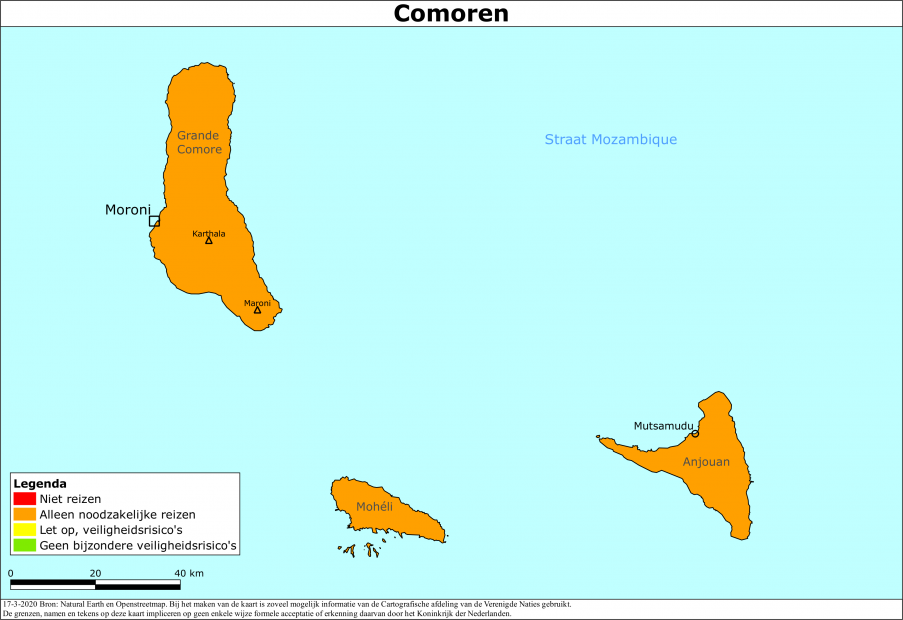 Comoren
Straat Mozambique
Grande
Comore
Moroni
Karthala
Maroni
Mutsamudu
Anjouan
Mohéli
Legenda
Niet reizen
Alleen noodzakelijke reizen
Let op, veiligheidsrisico's
Geen bijzondere veiligheidsrisico's
0 20 40 km
17-3-2020 Bron: Natural Earth en Openstreetmap. Bij het maken van de kaart is zoveel mogelijk informatie van de Cartografische afdeling van de Verenigde Naties gebruikt.
De grenzen, namen en tekens op deze kaart impliceren op geen enkele wijze formele acceptatie of erkenning daarvan door het Koninkrijk der Nederlanden.